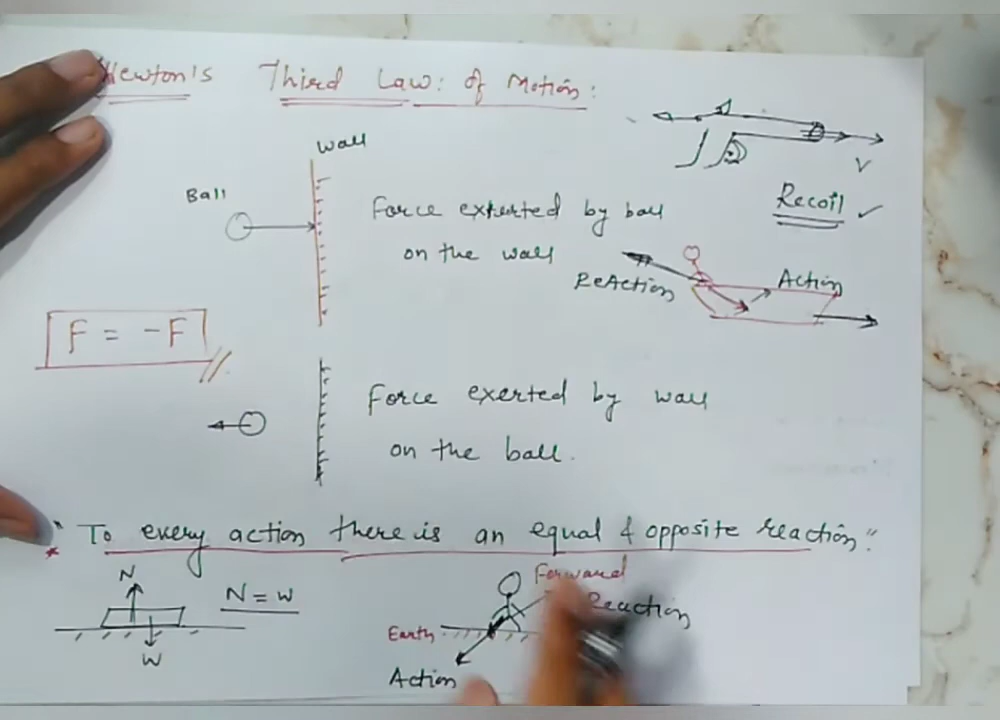 Newton's Third Law: of Motion:
Wall
Ball
V
Force exterted by ball
on the wall
Recoil
ReAction
Action
F = -F
Force exerted by wall
on the ball.
* "To every action there is an equal & opposite reaction."
N
N = W
W
Forward
Reaction
Earth
Action